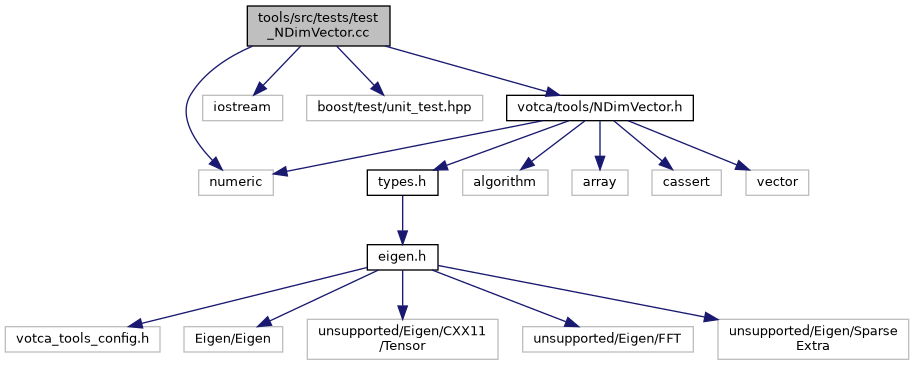 tools/src/tests/test
_NDimVector.cc
iostream
boost/test/unit_test.hpp
votca/tools/NDimVector.h
numeric
types.h
algorithm
array
cassert
vector
eigen.h
votca_tools_config.h
Eigen/Eigen
unsupported/Eigen/CXX11
/Tensor
unsupported/Eigen/FFT
unsupported/Eigen/Sparse
Extra